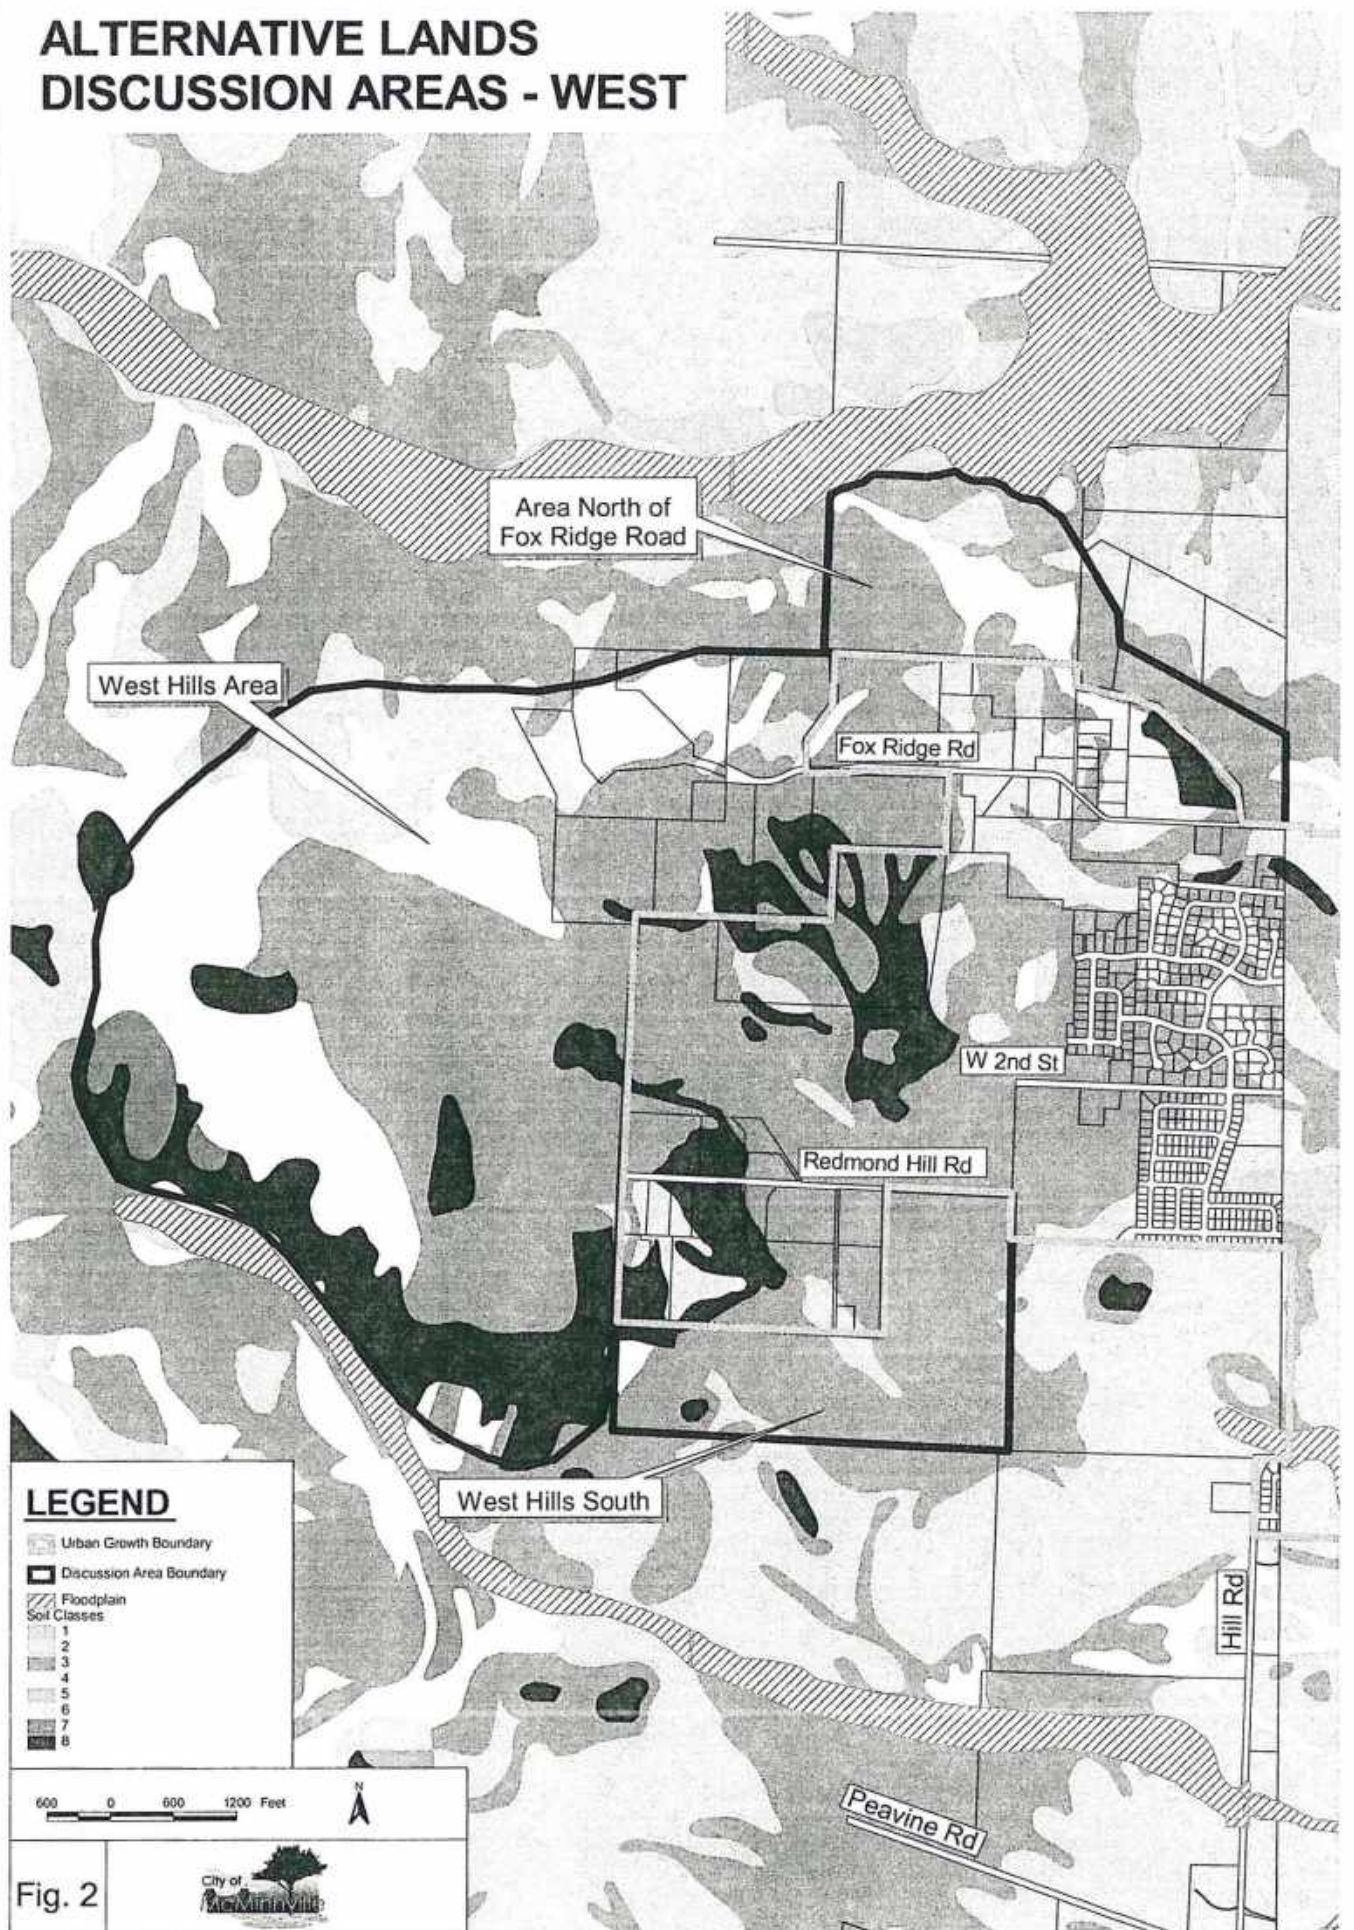 ALTERNATIVE LANDS
DISCUSSION AREAS - WEST
Area North of
Fox Ridge Road
West Hills Area
Fox Ridge Rd
W 2nd St
Redmond Hill Rd
West Hills South
Hill Rd
Peavine Rd
LEGEND
Urban Growth Boundary
Discussion Area Boundary
Floodplain
Soil Classes
1
2
3
4
5
6
7
8
600 0 600 1200 Feet
N
Fig. 2
City of
McMinnville